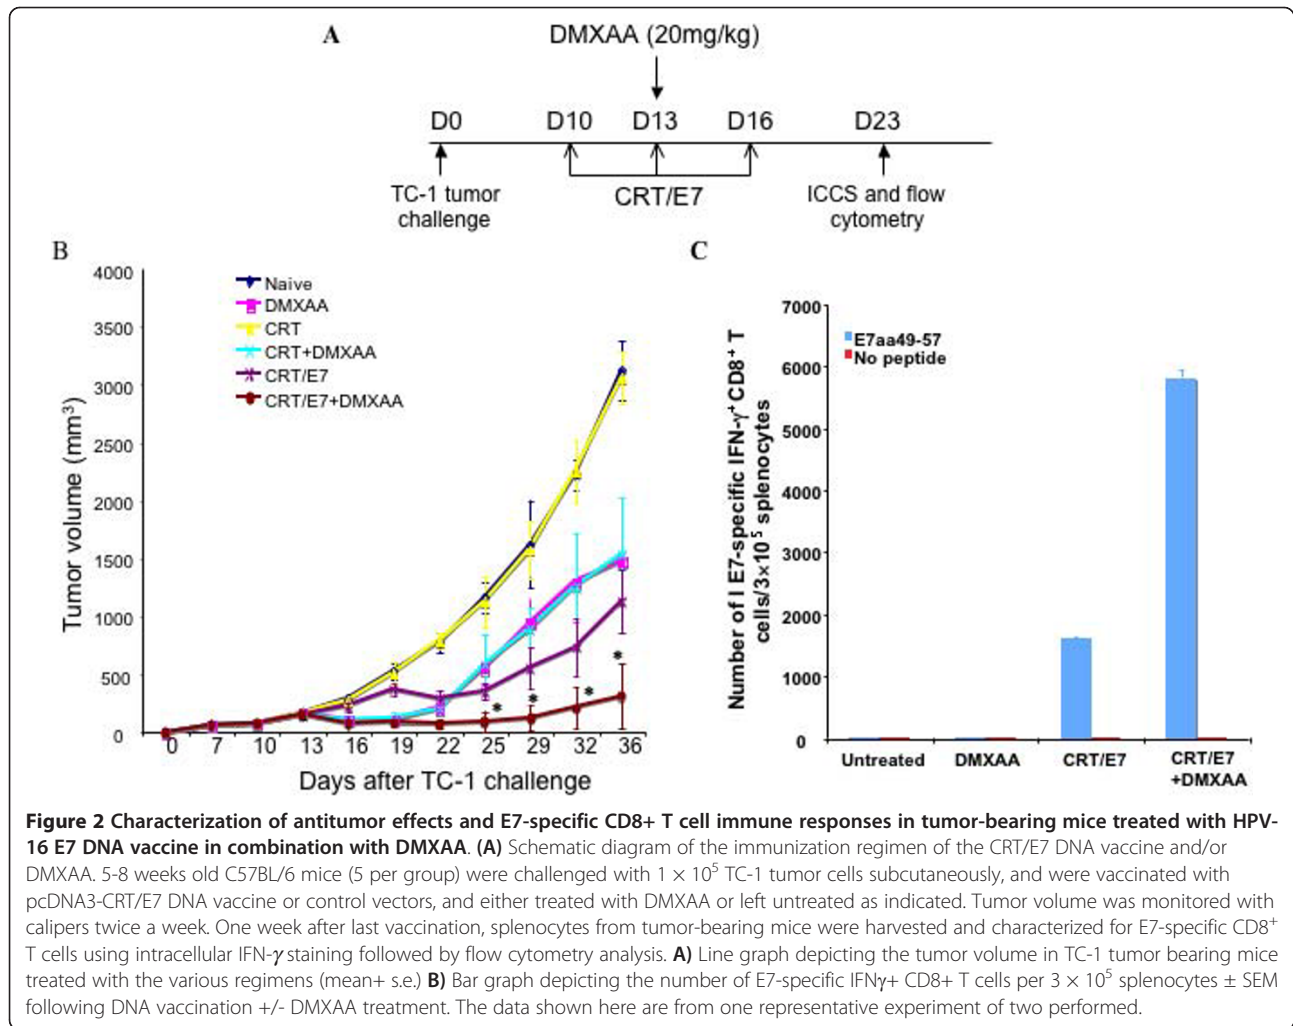 A
DMXAA (20mg/kg)
D0 D10 D13 D16 D23
TC-1 tumor
challenge
CRT/E7
ICCS and flow
cytometry
B
4000
3500
3000
2500
2000
1500
1000
500
0
Tumor volume (mm³)
Naive
DMXAA
CRT
CRT+DMXAA
CRT/E7
CRT/E7+DMXAA
* * * *
0 7 10 13 16 19 22 25 29 32 36
Days after TC-1 challenge
C
7000
6000
5000
4000
3000
2000
1000
0
Number of I E7-specific IFN-γ⁺ CD8⁺ T
cells/3×10⁵ splenocytes
E7aa49-57
No peptide
Untreated DMXAA CRT/E7 CRT/E7
+DMXAA
Figure 2 Characterization of antitumor effects and E7-specific CD8+ T cell immune responses in tumor-bearing mice treated with HPV-
16 E7 DNA vaccine in combination with DMXAA. (A) Schematic diagram of the immunization regimen of the CRT/E7 DNA vaccine and/or
DMXAA. 5-8 weeks old C57BL/6 mice (5 per group) were challenged with 1 × 10⁵ TC-1 tumor cells subcutaneously, and were vaccinated with
pcDNA3-CRT/E7 DNA vaccine or control vectors, and either treated with DMXAA or left untreated as indicated. Tumor volume was monitored with
calipers twice a week. One week after last vaccination, splenocytes from tumor-bearing mice were harvested and characterized for E7-specific CD8⁺
T cells using intracellular IFN-γ staining followed by flow cytometry analysis. A) Line graph depicting the tumor volume in TC-1 tumor bearing mice
treated with the various regimens (mean+ s.e.) B) Bar graph depicting the number of E7-specific IFNγ+ CD8+ T cells per 3 × 10⁵ splenocytes ± SEM
following DNA vaccination +/- DMXAA treatment. The data shown here are from one representative experiment of two performed.